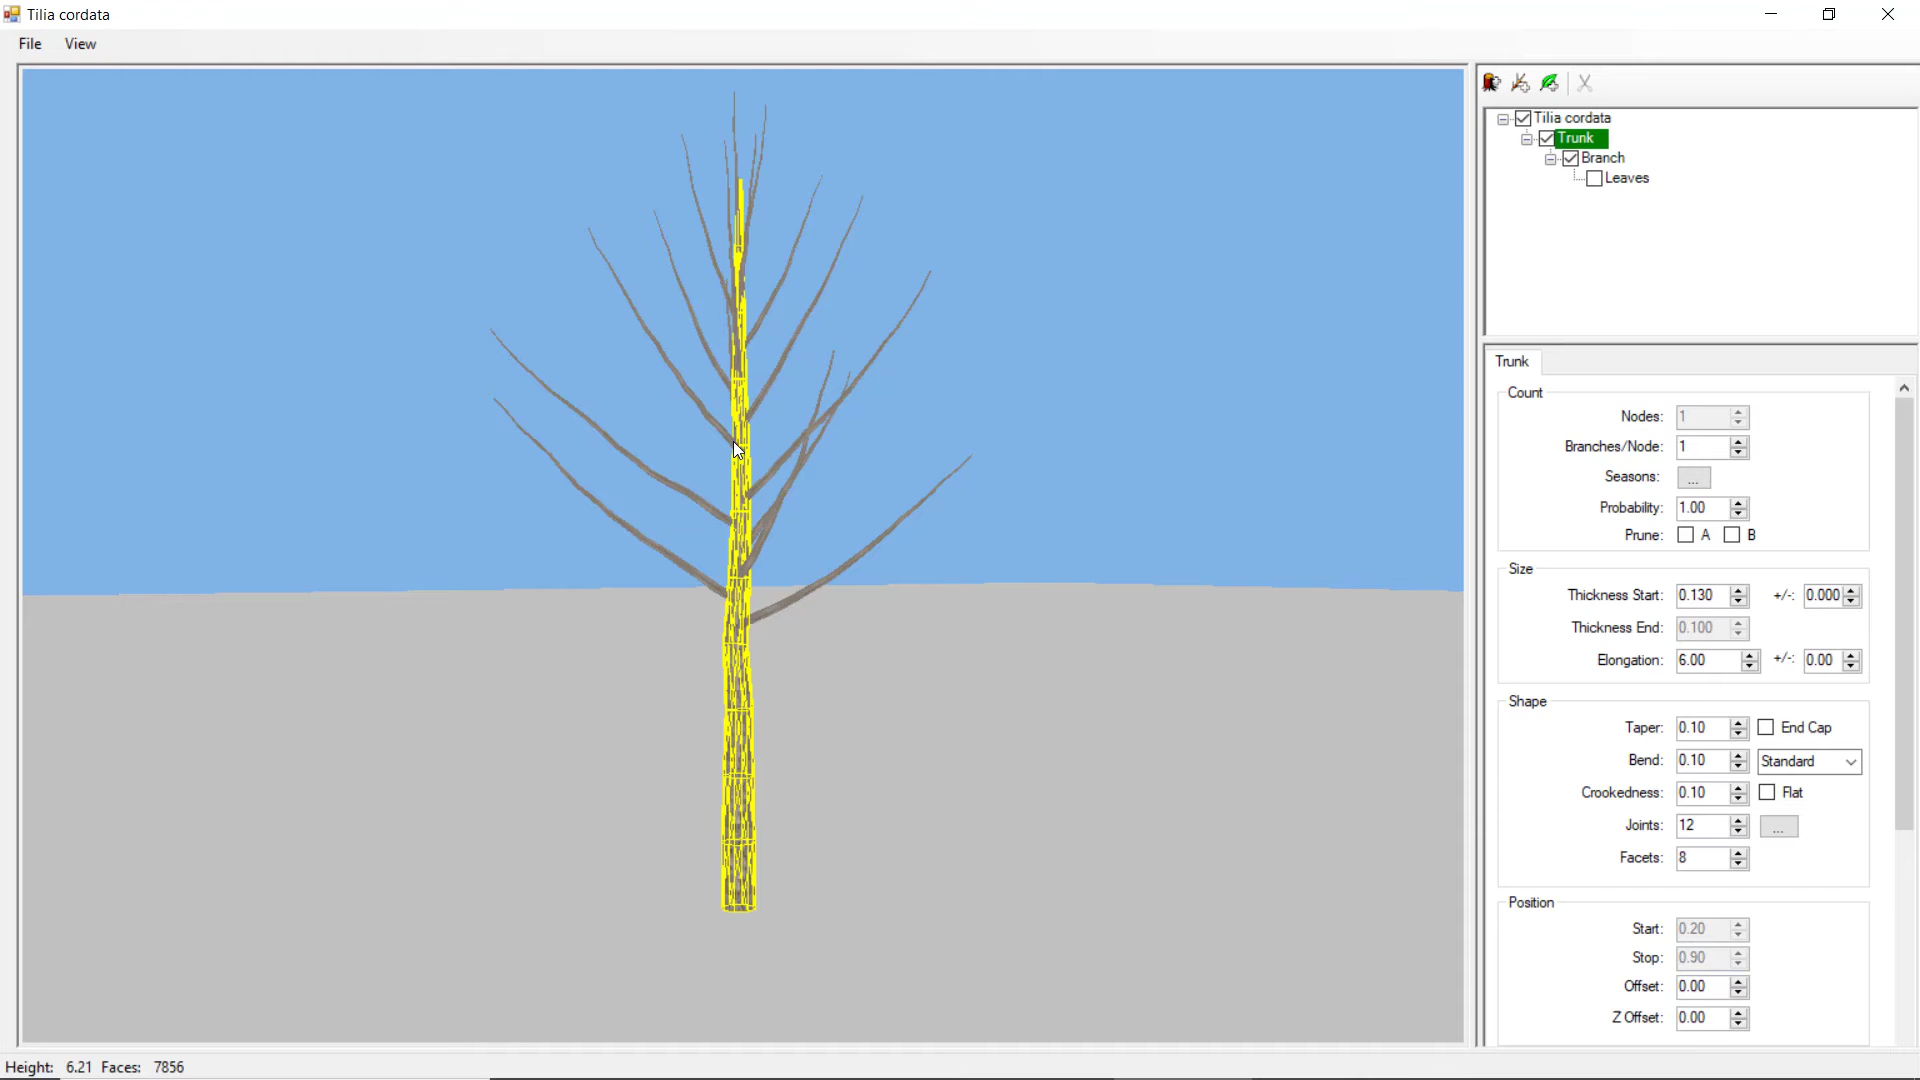 Tilia cordata
File View
Tilia cordata
Trunk
Branch
Leaves
Trunk
Count
Nodes: 1
Branches/Node: 1
Seasons: ...
Probability: 1.00
Prune: A B
Size
Thickness Start: 0.130 +/-: 0.000
Thickness End: 0.100
Elongation: 6.00 +/-: 0.00
Shape
Taper: 0.10 End Cap
Bend: 0.10 Standard
Crookedness: 0.10 Flat
Joints: 12 ...
Facets: 8
Position
Start: 0.20
Stop: 0.90
Offset: 0.00
Z Offset: 0.00
Height: 6.21 Faces: 7856